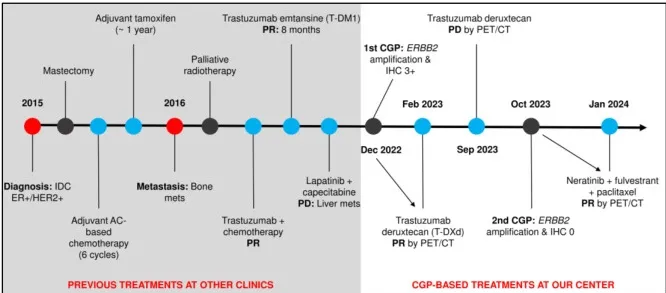 Adjuvant tamoxifen
(~ 1 year)
Trastuzumab emtansine (T-DM1)
PR: 8 months
Trastuzumab deruxtecan
PD by PET/CT
1st CGP: ERBB2
amplification &
IHC 3+
Mastectomy
Palliative
radiotherapy
2015
2016
Feb 2023
Oct 2023
Jan 2024
Dec 2022
Sep 2023
Diagnosis: IDC
ER+/HER2+
Metastasis: Bone
mets
Lapatinib +
capecitabine
PD: Liver mets
Neratinib + fulvestrant
+ paclitaxel
PR by PET/CT
Adjuvant AC-
based
chemotherapy
(6 cycles)
Trastuzumab +
chemotherapy
PR
Trastuzumab
deruxtecan (T-DXd)
PR by PET/CT
2nd CGP: ERBB2
amplification & IHC 0
PREVIOUS TREATMENTS AT OTHER CLINICS
CGP-BASED TREATMENTS AT OUR CENTER